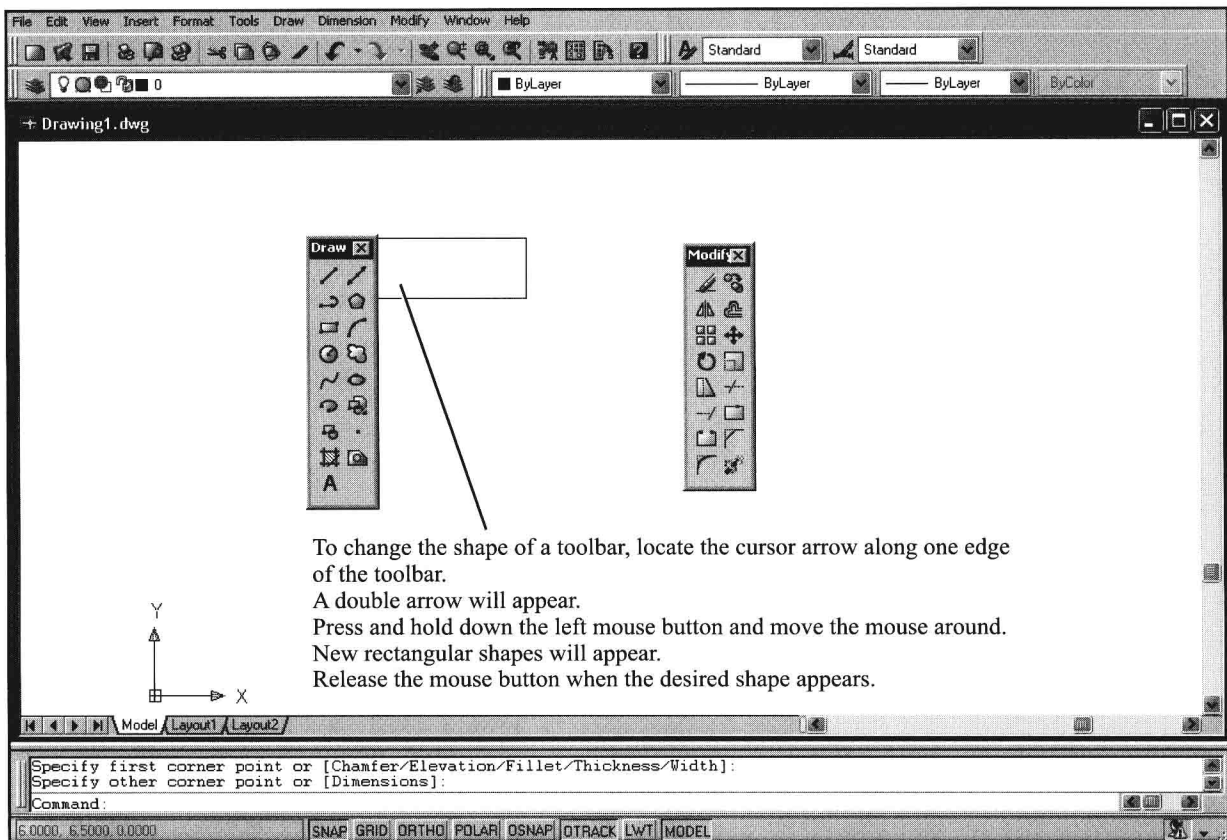 File Edit View Insert Format Tools Draw Dimension Modify Window Help
Standard Standard
0 ByLayer ByLayer ByLayer ByColor
Drawing1.dwg
Draw
Modify
A
To change the shape of a toolbar, locate the cursor arrow along one edge
of the toolbar.
A double arrow will appear.
Press and hold down the left mouse button and move the mouse around.
New rectangular shapes will appear.
Release the mouse button when the desired shape appears.
Y
X
Model Layout1 Layout2
Specify first corner point or [Chamfer/Elevation/Fillet/Thickness/Width]:
Specify other corner point or [Dimensions]:
Command:
6.0000, 6.5000, 0.0000 SNAP GRID ORTHO POLAR OSNAP OTRACK LWT MODEL